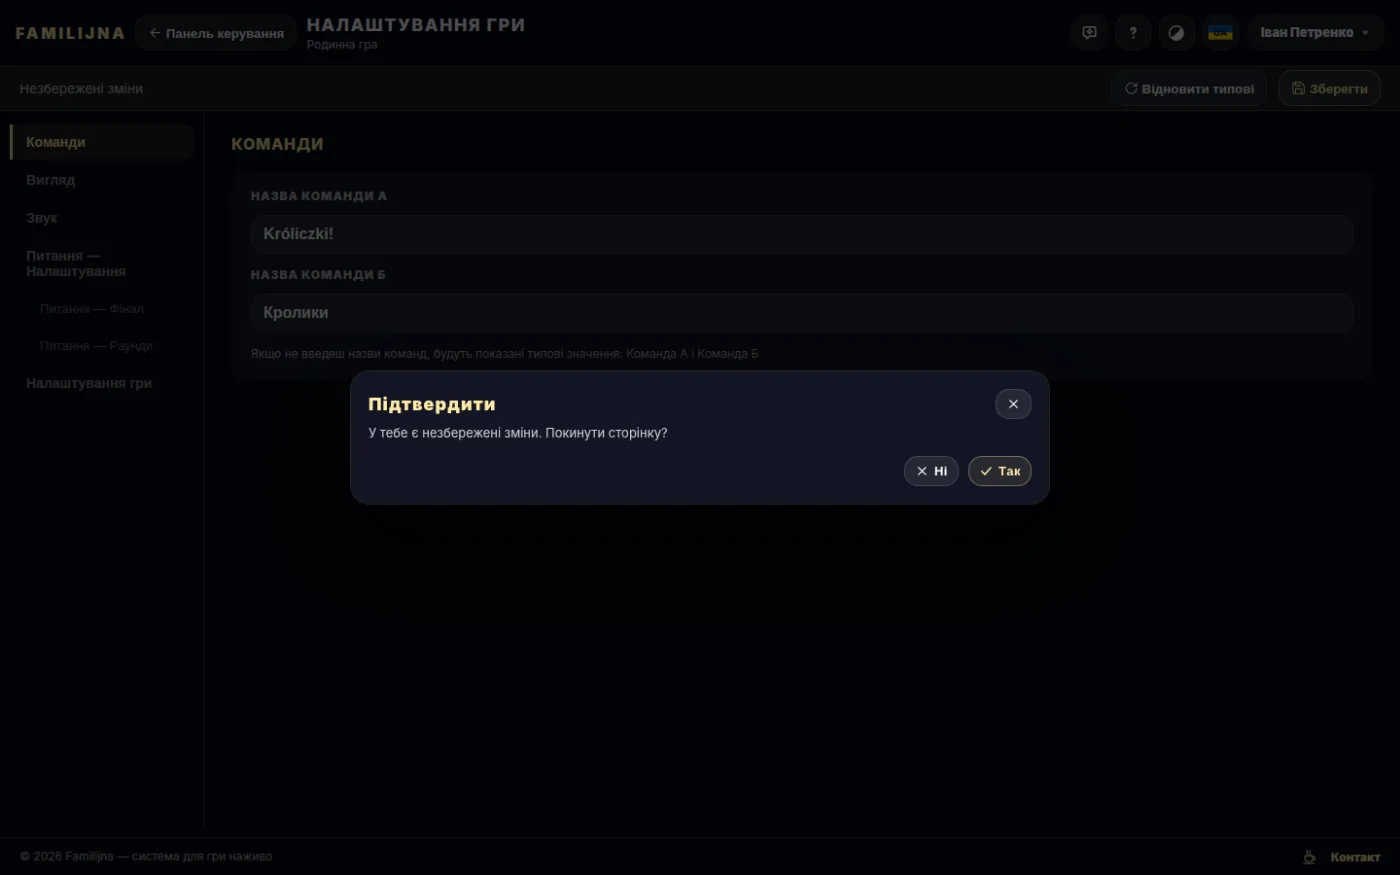 FAMILIJNA
← Панель керування
НАЛАШТУВАННЯ ГРИ
Родинна гра
?
UA
Іван Петренко
Незбережені зміни
Відновити типові
Зберегти
Команди
Вигляд
Звук
Питання —
Налаштування
Питання — Фінал
Питання — Раунди
Налаштування гри
КОМАНДИ
НАЗВА КОМАНДИ А
Króliczki!
НАЗВА КОМАНДИ Б
Кролики
Якщо не введеш назви команд, будуть показані типові значення: Команда А і Команда Б
Підтвердити
У тебе є незбережені зміни. Покинути сторінку?
Ні
Так
© 2026 Familijna — система для гри наживо
Контакт